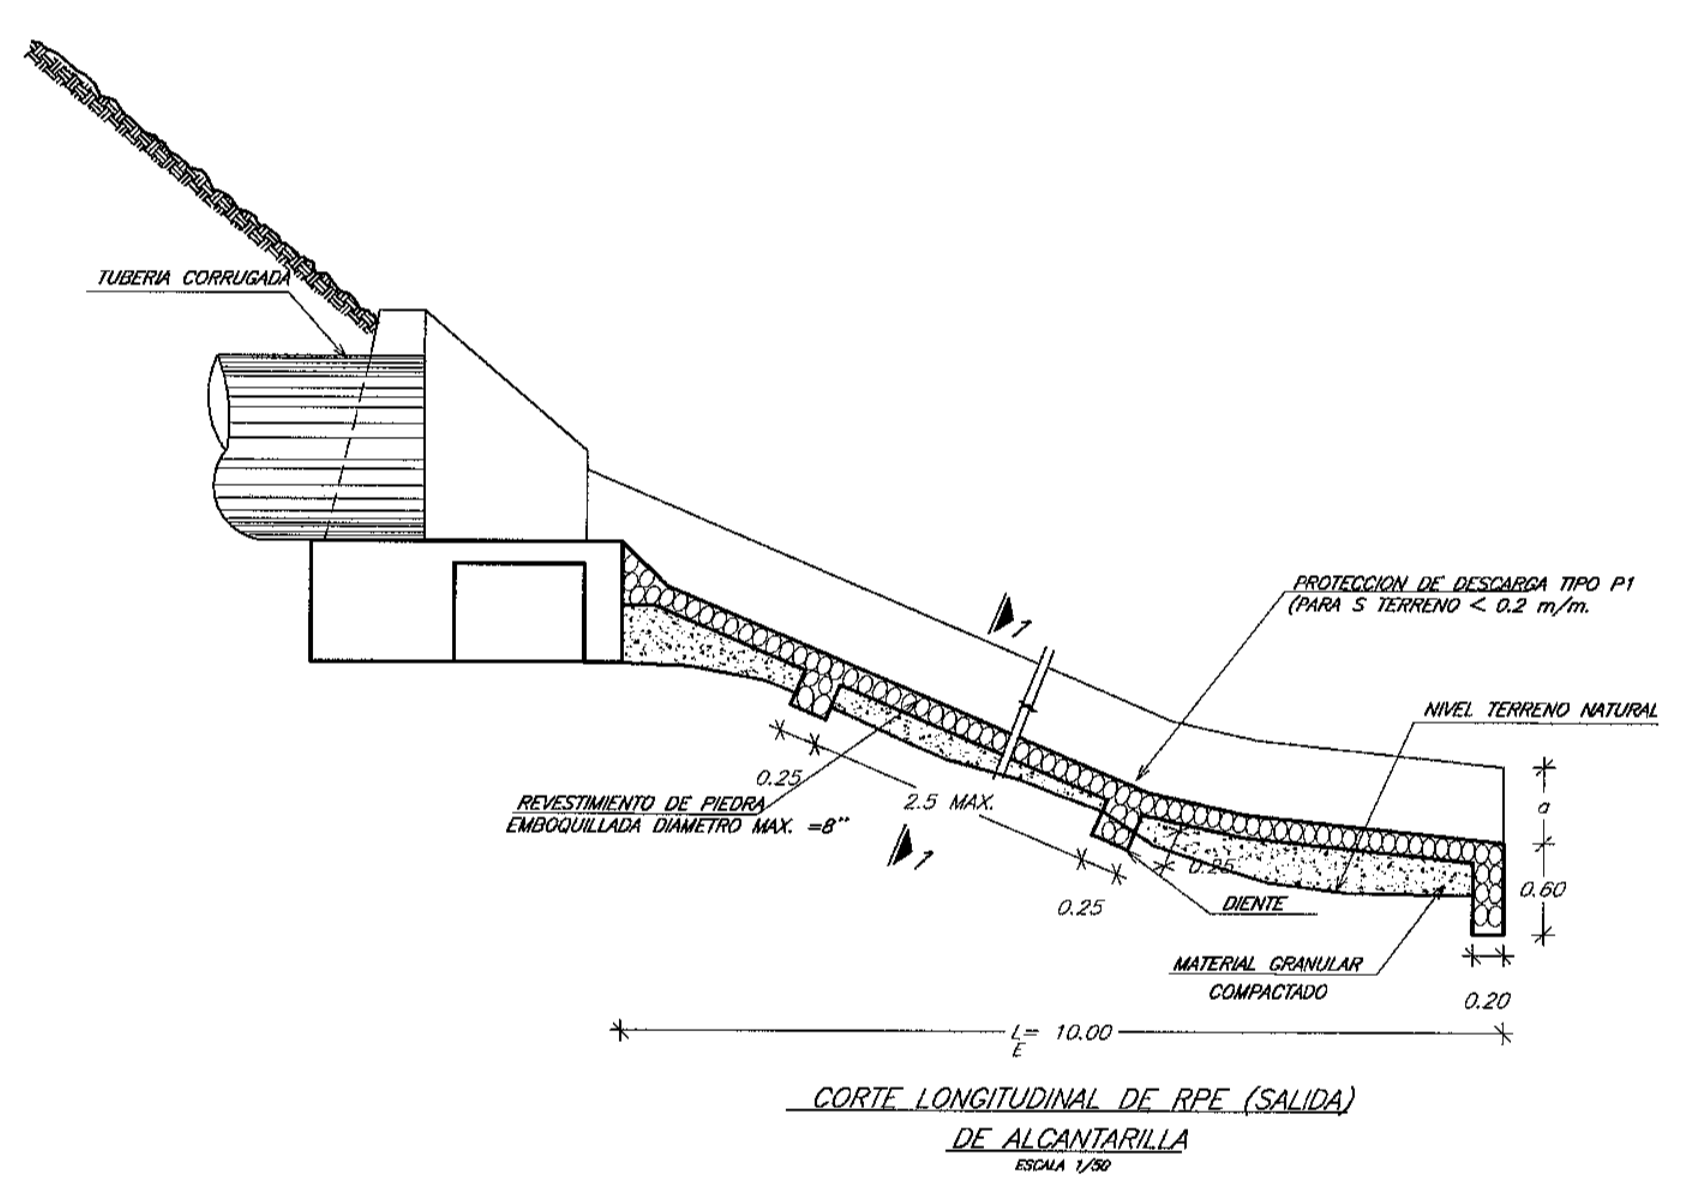 TUBERIA CORRUGADA
PROTECCION DE DESCARGA TIPO P1
(PARA S TERRENO < 0.2 m/m.
1
NIVEL TERRENO NATURAL
0.25
2.5 MAX.
REVESTIMIENTO DE PIEDRA
EMBOQUILLADA DIAMETRO MAX. =8"
a
1
0.25
0.60
0.25
DIENTE
MATERIAL GRANULAR
COMPACTADO
0.20
L= 10.00
E
CORTE LONGITUDINAL DE RPE (SALIDA)
DE ALCANTARILLA
ESCALA 1/50